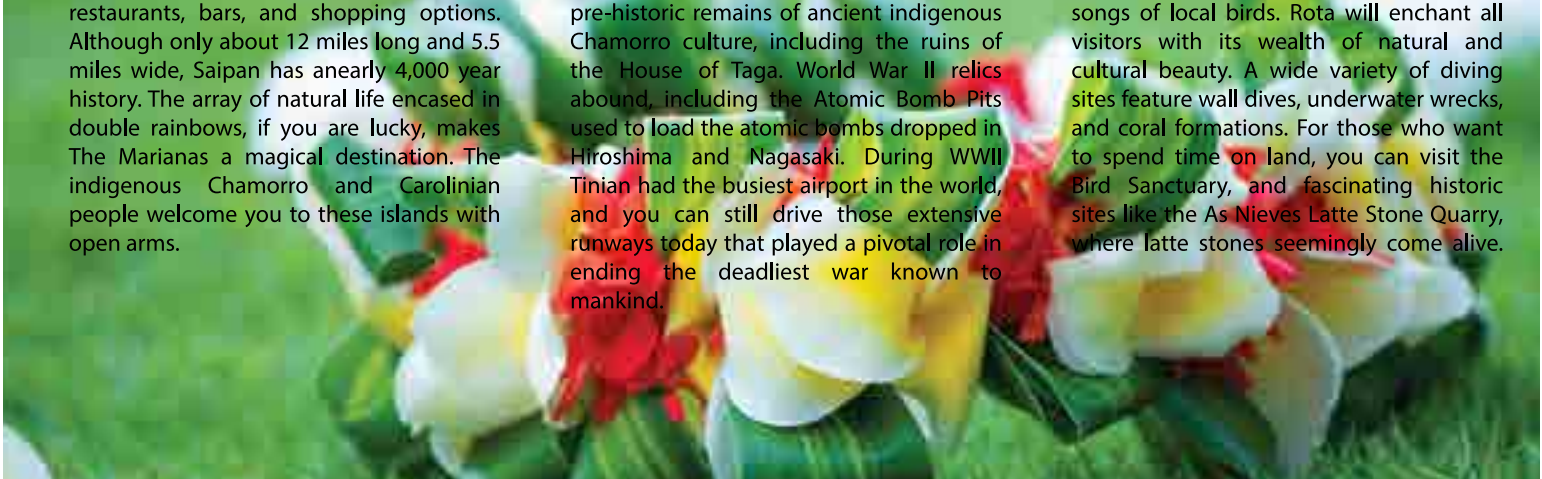 restaurants, bars, and shopping options.
Although only about 12 miles long and 5.5
miles wide, Saipan has anearly 4,000 year
history. The array of natural life encased in
double rainbows, if you are lucky, makes
The Marianas a magical destination. The
indigenous Chamorro and Carolinian
people welcome you to these islands with
open arms.
pre-historic remains of ancient indigenous
Chamorro culture, including the ruins of
the House of Taga. World War II relics
abound, including the Atomic Bomb Pits
used to load the atomic bombs dropped in
Hiroshima and Nagasaki. During WWII
Tinian had the busiest airport in the world,
and you can still drive those extensive
runways today that played a pivotal role in
ending the deadliest war known to
mankind.
songs of local birds. Rota will enchant all
visitors with its wealth of natural and
cultural beauty. A wide variety of diving
sites feature wall dives, underwater wrecks,
and coral formations. For those who want
to spend time on land, you can visit the
Bird Sanctuary, and fascinating historic
sites like the As Nieves Latte Stone Quarry,
where latte stones seemingly come alive.